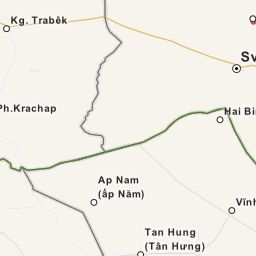 Kg. Trabêk
Sv
Ph.Krachap
Hai Bi
Ap Nam
(ấp Năm)
Vĩnh
Tan Hung
(Tân Hưng)